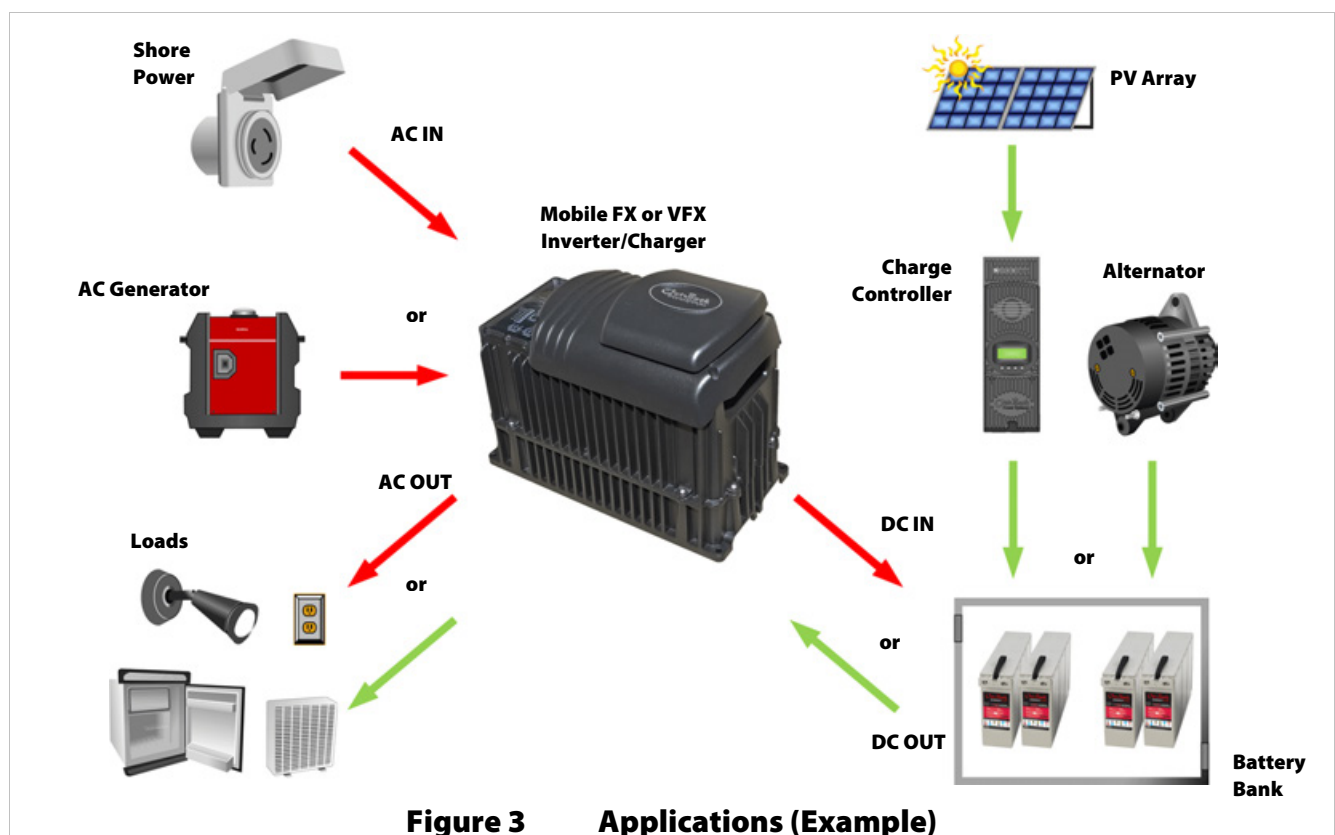 Shore
Power
AC IN
PV Array
Mobile FX or VFX
Inverter/Charger
AC Generator
or
Charge
Controller
Alternator
AC OUT
DC IN
Loads
or
or
or
DC OUT
Battery
Bank
Figure 3 Applications (Example)